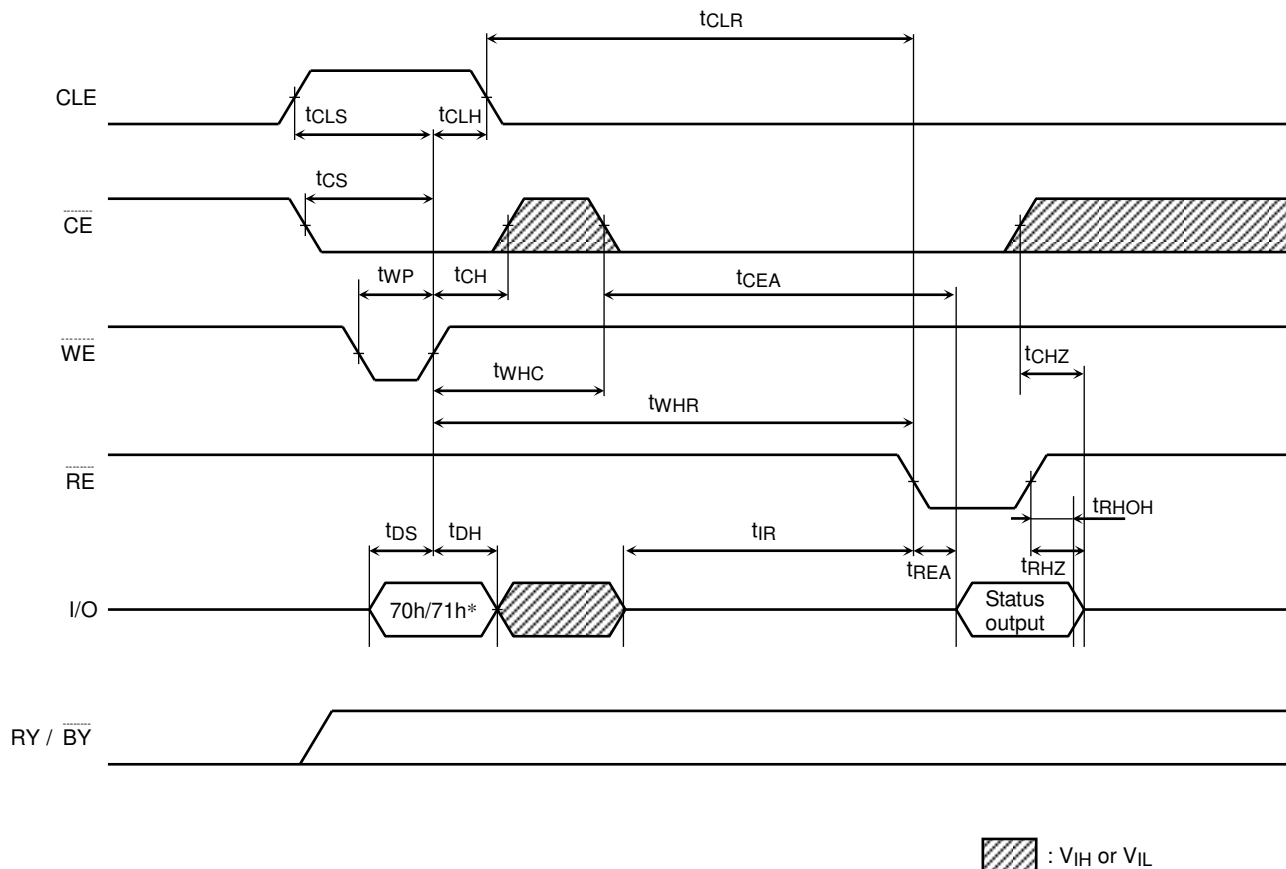 tCLR
CLE
tCLS
tCLH
tCS
CE
tWP
tCH
tCEA
WE
tCHZ
tWHC
tWHR
RE
tRHOH
tDS
tDH
tIR
tREA
tRHZ
I/O
70h/71h*
Status
output
RY / BY
: VIH or VIL